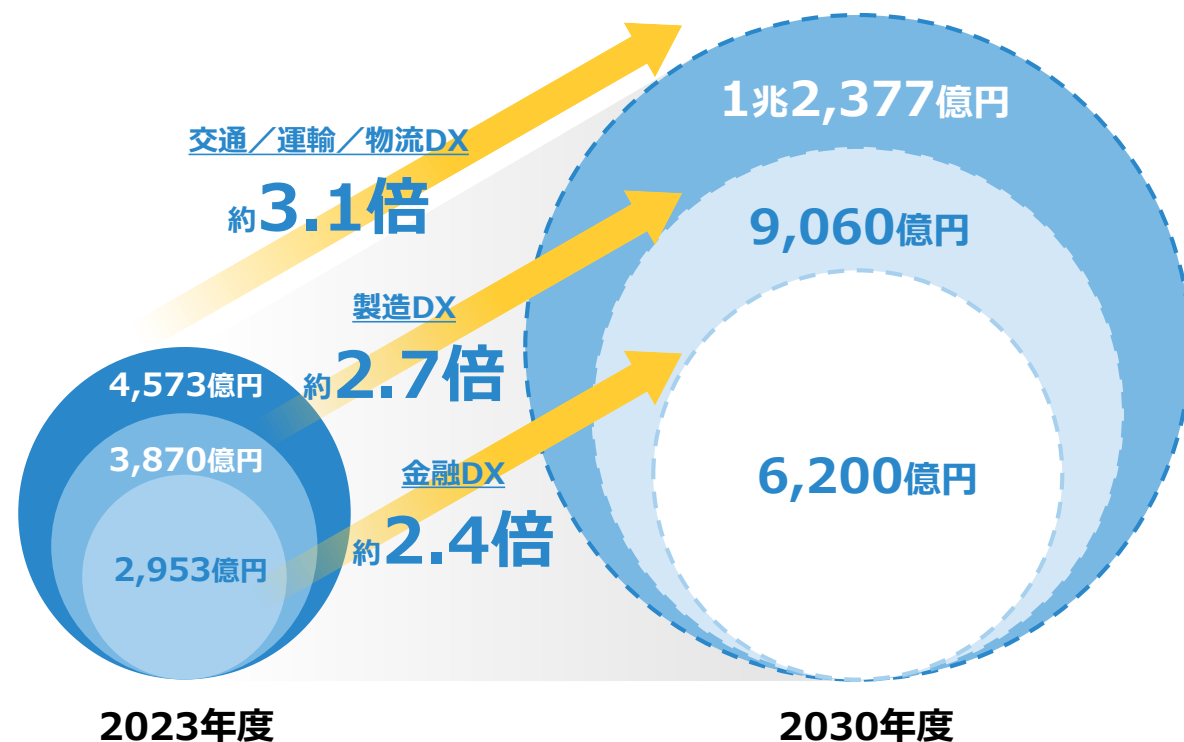 1兆2,377億円
交通／運輸／物流DX
約3.1倍
9,060億円
製造DX
約2.7倍
4,573億円
3,870億円
金融DX
6,200億円
約2.4倍
2,953億円
2023年度
2030年度